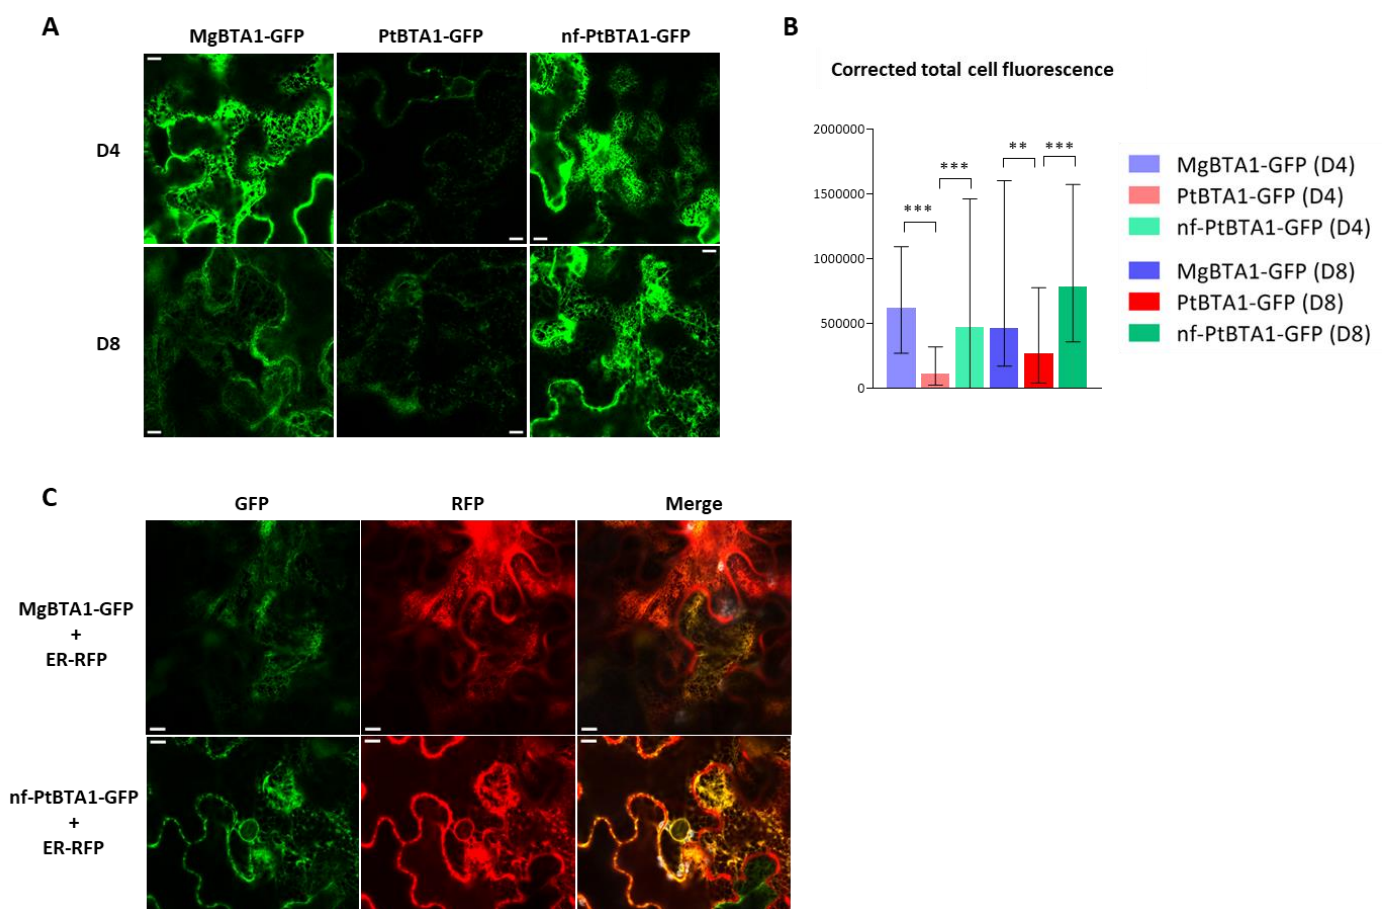 A
MgBTA1-GFP PtBTA1-GFP nf-PtBTA1-GFP
D4
D8
B
Corrected total cell fluorescence
2000000
1500000
1000000
500000
0
***
***
**
***
MgBTA1-GFP (D4)
PtBTA1-GFP (D4)
nf-PtBTA1-GFP (D4)
MgBTA1-GFP (D8)
PtBTA1-GFP (D8)
nf-PtBTA1-GFP (D8)
C
GFP RFP Merge
MgBTA1-GFP
+
ER-RFP
nf-PtBTA1-GFP
+
ER-RFP